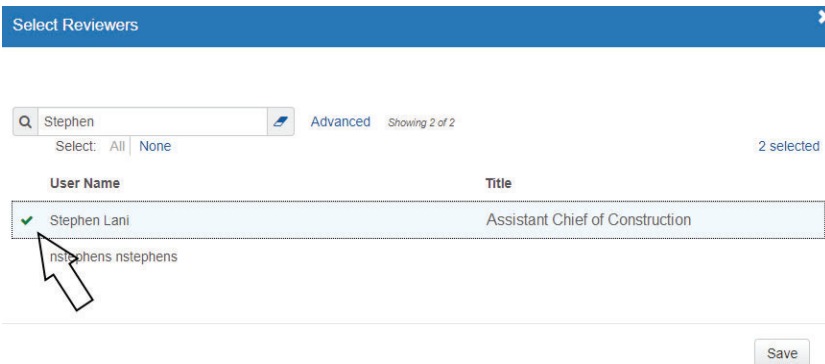 Select Reviewers
Stephen Advanced Showing 2 of 2
Select: All None 2 selected
User Name Title
Stephen Lani Assistant Chief of Construction
nstephens nstephens
Save